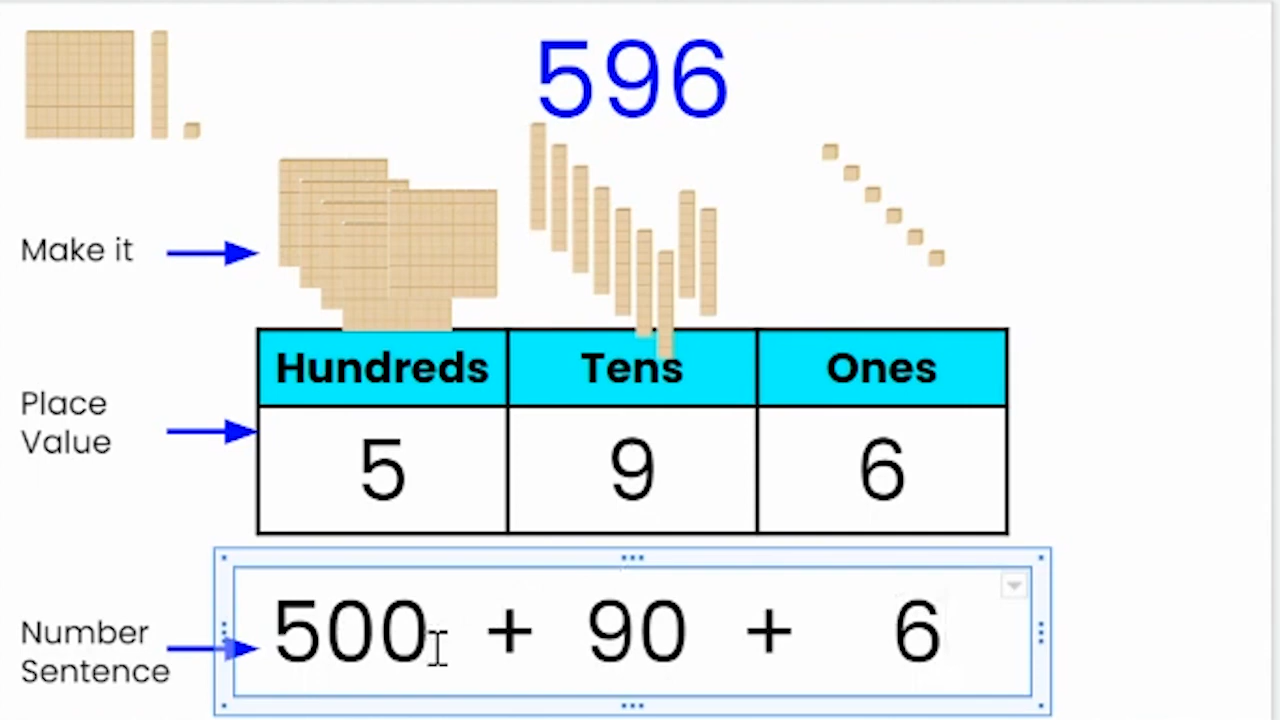 596
Make it
Hundreds Tens Ones
Place
Value
5 9 6
Number
Sentence
500 + 90 + 6